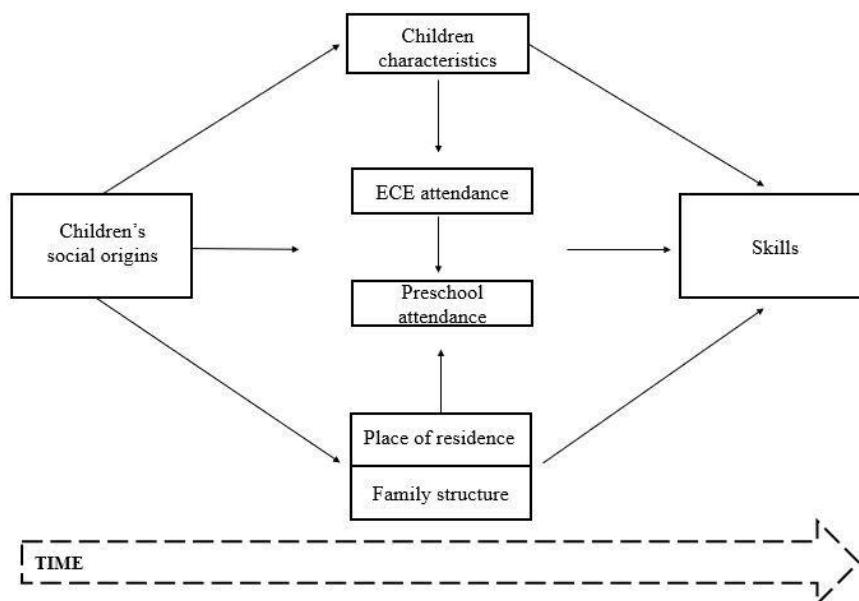 Children
characteristics
ECE attendance
Children’s
social origins
Skills
Preschool
attendance
Place of residence
Family structure
TIME